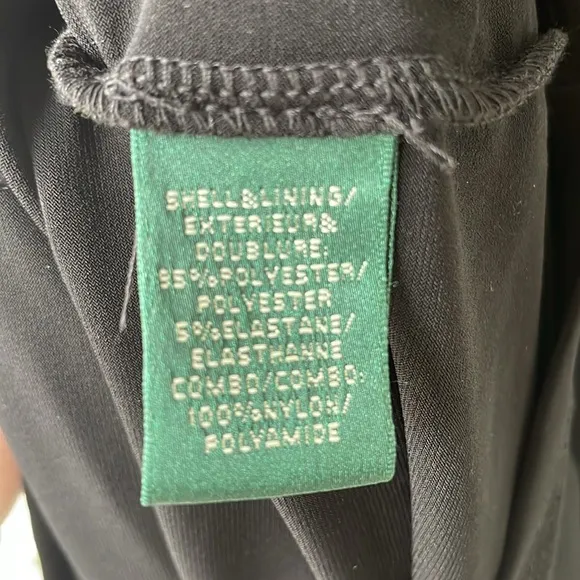 SHELL&LINING/
EXTERIEUR&
DOUBLURE:
95%POLYESTER/
POLYESTER
5%ELASTANE/
ELASTHANNE
COMBO/COMBO:
100%NYLON/
POLYAMIDE